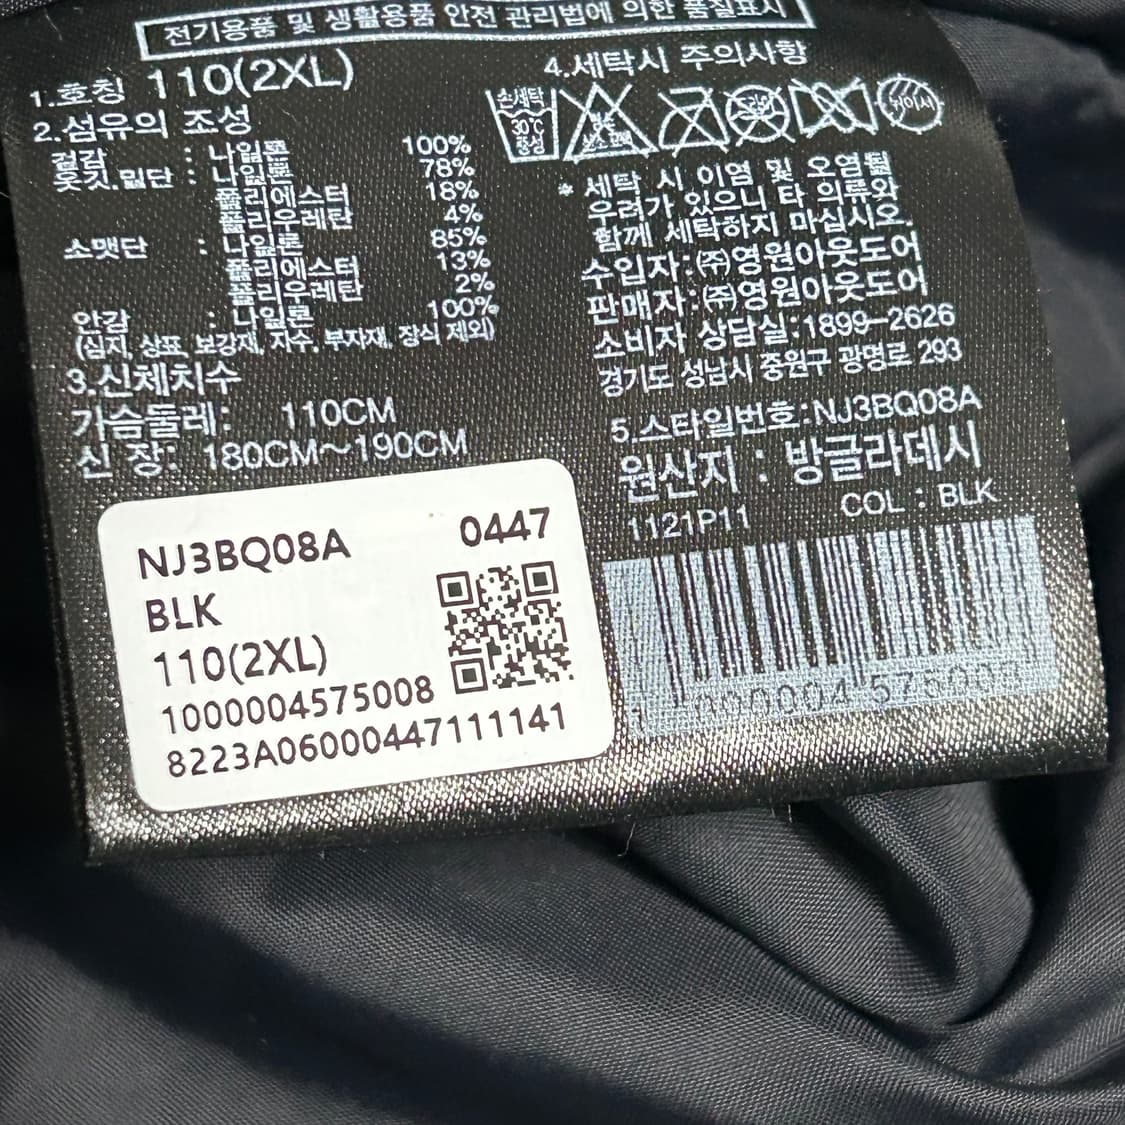 전기용품 및 생활용품 안전 관리법에 의한 품질표시
1.호칭 110(2XL)
2.섬유의 조성
겉감 : 나일론 100%
옷깃.밑단 : 나일론 78%
폴리에스터 18%
폴리우레탄 4%
소맷단 : 나일론 85%
폴리에스터 13%
폴리우레탄 2%
안감 : 나일론 100%
(심지, 상표, 보강재, 자수, 부자재, 장식 제외)
3.신체치수
가슴둘레: 110CM
신 장: 180CM~190CM
4.세탁시 주의사항
손세탁
30°C
중성
* 세탁 시 이염 및 오염될
우려가 있으니 타 의류와
함께 세탁하지 마십시오.
수입자:㈜영원아웃도어
판매자:㈜영원아웃도어
소비자 상담실:1899-2626
경기도 성남시 중원구 광명로 293
5.스타일번호:NJ3BQ08A
원산지 : 방글라데시
1121P11 COL : BLK
1 000004 575008
NJ3BQ08A 0447
BLK
110(2XL)
1000004575008
8223A06000447111141